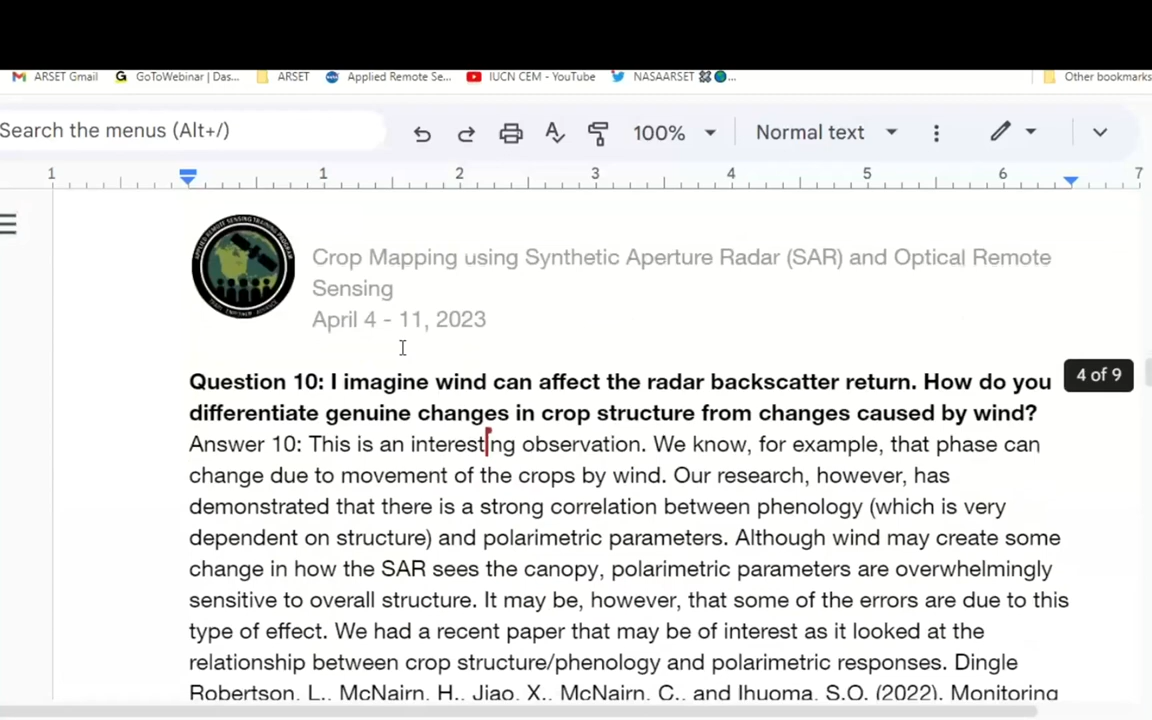 ARSET Gmail GoToWebinar | Das... ARSET Applied Remote Se... IUCN CEM - YouTube NASAARSET Other bookmarks
Search the menus (Alt+/) 100% Normal text
1 1 2 3 4 5 6 7
Crop Mapping using Synthetic Aperture Radar (SAR) and Optical Remote
Sensing
April 4 - 11, 2023
Question 10: I imagine wind can affect the radar backscatter return. How do you
4 of 9
differentiate genuine changes in crop structure from changes caused by wind?
Answer 10: This is an interesting observation. We know, for example, that phase can
change due to movement of the crops by wind. Our research, however, has
demonstrated that there is a strong correlation between phenology (which is very
dependent on structure) and polarimetric parameters. Although wind may create some
change in how the SAR sees the canopy, polarimetric parameters are overwhelmingly
sensitive to overall structure. It may be, however, that some of the errors are due to this
type of effect. We had a recent paper that may be of interest as it looked at the
relationship between crop structure/phenology and polarimetric responses. Dingle
Robertson, L., McNairn, H., Jiao, X., McNairn, C., and Ihuoma, S.O. (2022). Monitoring